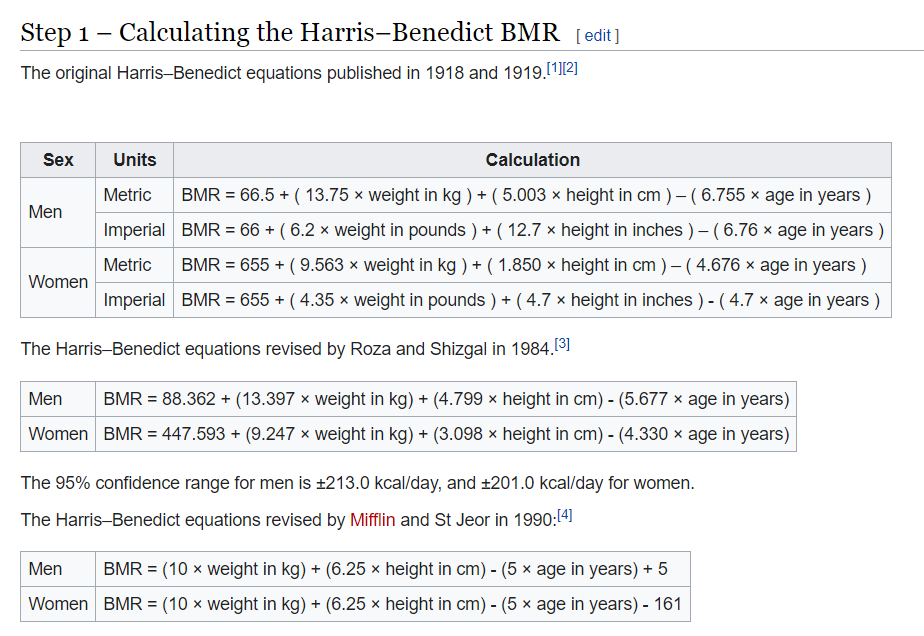 Step 1 – Calculating the Harris–Benedict BMR [ edit ]
The original Harris–Benedict equations published in 1918 and 1919.[1][2]
Sex Units Calculation
Men Metric BMR = 66.5 + ( 13.75 × weight in kg ) + ( 5.003 × height in cm ) – ( 6.755 × age in years )
Imperial BMR = 66 + ( 6.2 × weight in pounds ) + ( 12.7 × height in inches ) – ( 6.76 × age in years )
Women Metric BMR = 655 + ( 9.563 × weight in kg ) + ( 1.850 × height in cm ) – ( 4.676 × age in years )
Imperial BMR = 655 + ( 4.35 × weight in pounds ) + ( 4.7 × height in inches ) - ( 4.7 × age in years )
The Harris–Benedict equations revised by Roza and Shizgal in 1984.[3]
Men BMR = 88.362 + (13.397 × weight in kg) + (4.799 × height in cm) - (5.677 × age in years)
Women BMR = 447.593 + (9.247 × weight in kg) + (3.098 × height in cm) - (4.330 × age in years)
The 95% confidence range for men is ±213.0 kcal/day, and ±201.0 kcal/day for women.
The Harris–Benedict equations revised by Mifflin and St Jeor in 1990:[4]
Men BMR = (10 × weight in kg) + (6.25 × height in cm) - (5 × age in years) + 5
Women BMR = (10 × weight in kg) + (6.25 × height in cm) - (5 × age in years) - 161